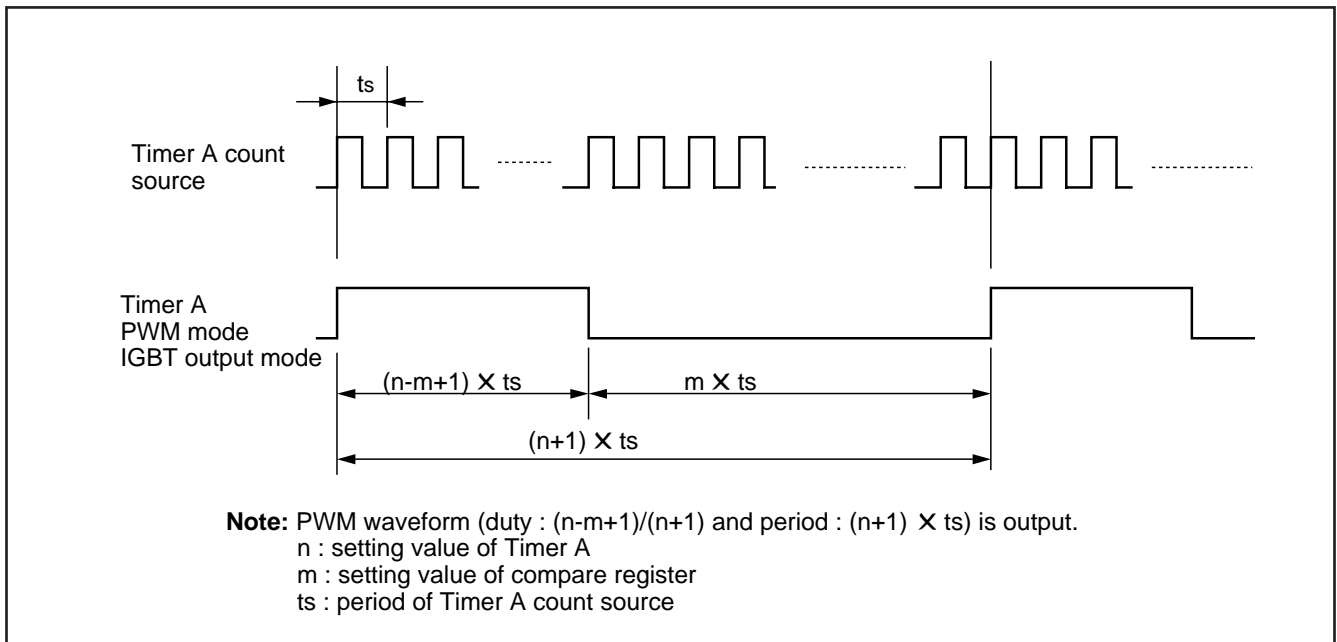 ts
Timer A count
source
Timer A
PWM mode
IGBT output mode
(n-m+1) × ts
m × ts
(n+1) × ts
Note: PWM waveform (duty : (n-m+1)/(n+1) and period : (n+1) × ts) is output.
n : setting value of Timer A
m : setting value of compare register
ts : period of Timer A count source